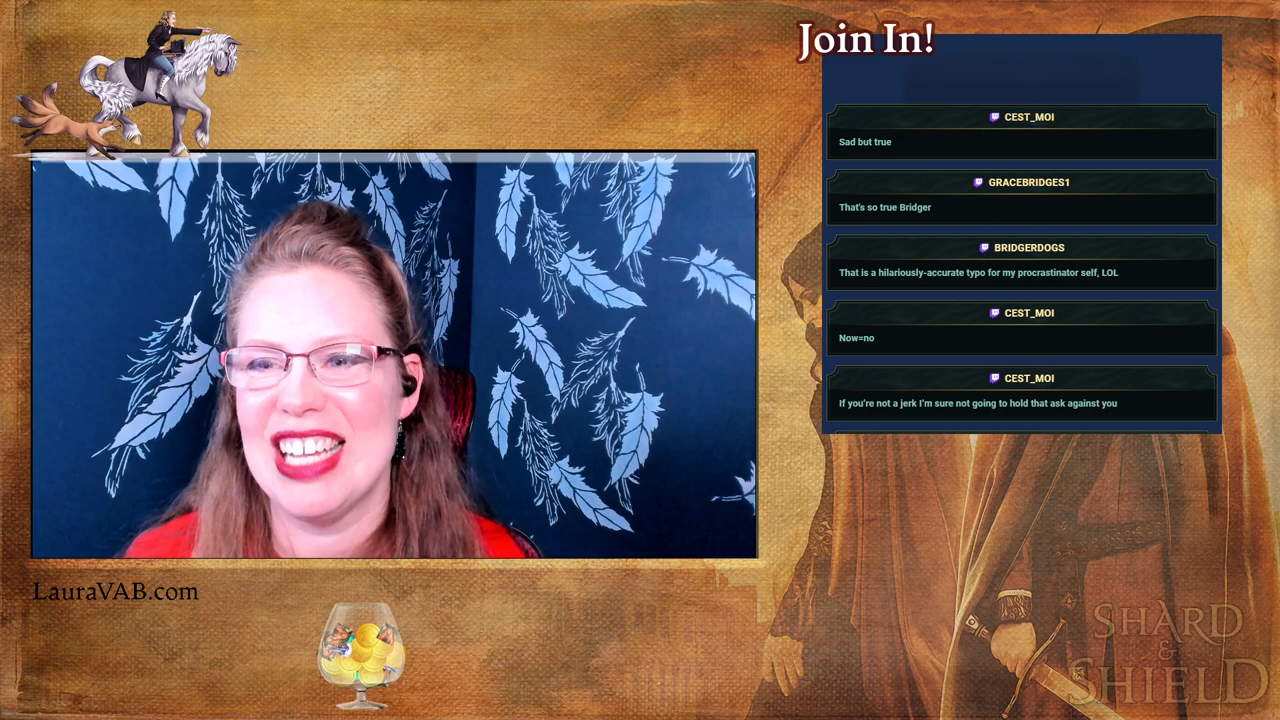 Join In!
CEST_MOI
Sad but true
GRACEBRIDGES1
That's so true Bridger
BRIDGERDOGS
That is a hilariously-accurate typo for my procrastinator self, LOL
CEST_MOI
Now=no
CEST_MOI
If you're not a jerk I'm sure not going to hold that ask against you
LauraVAB.com
SHARD
&
SHIELD